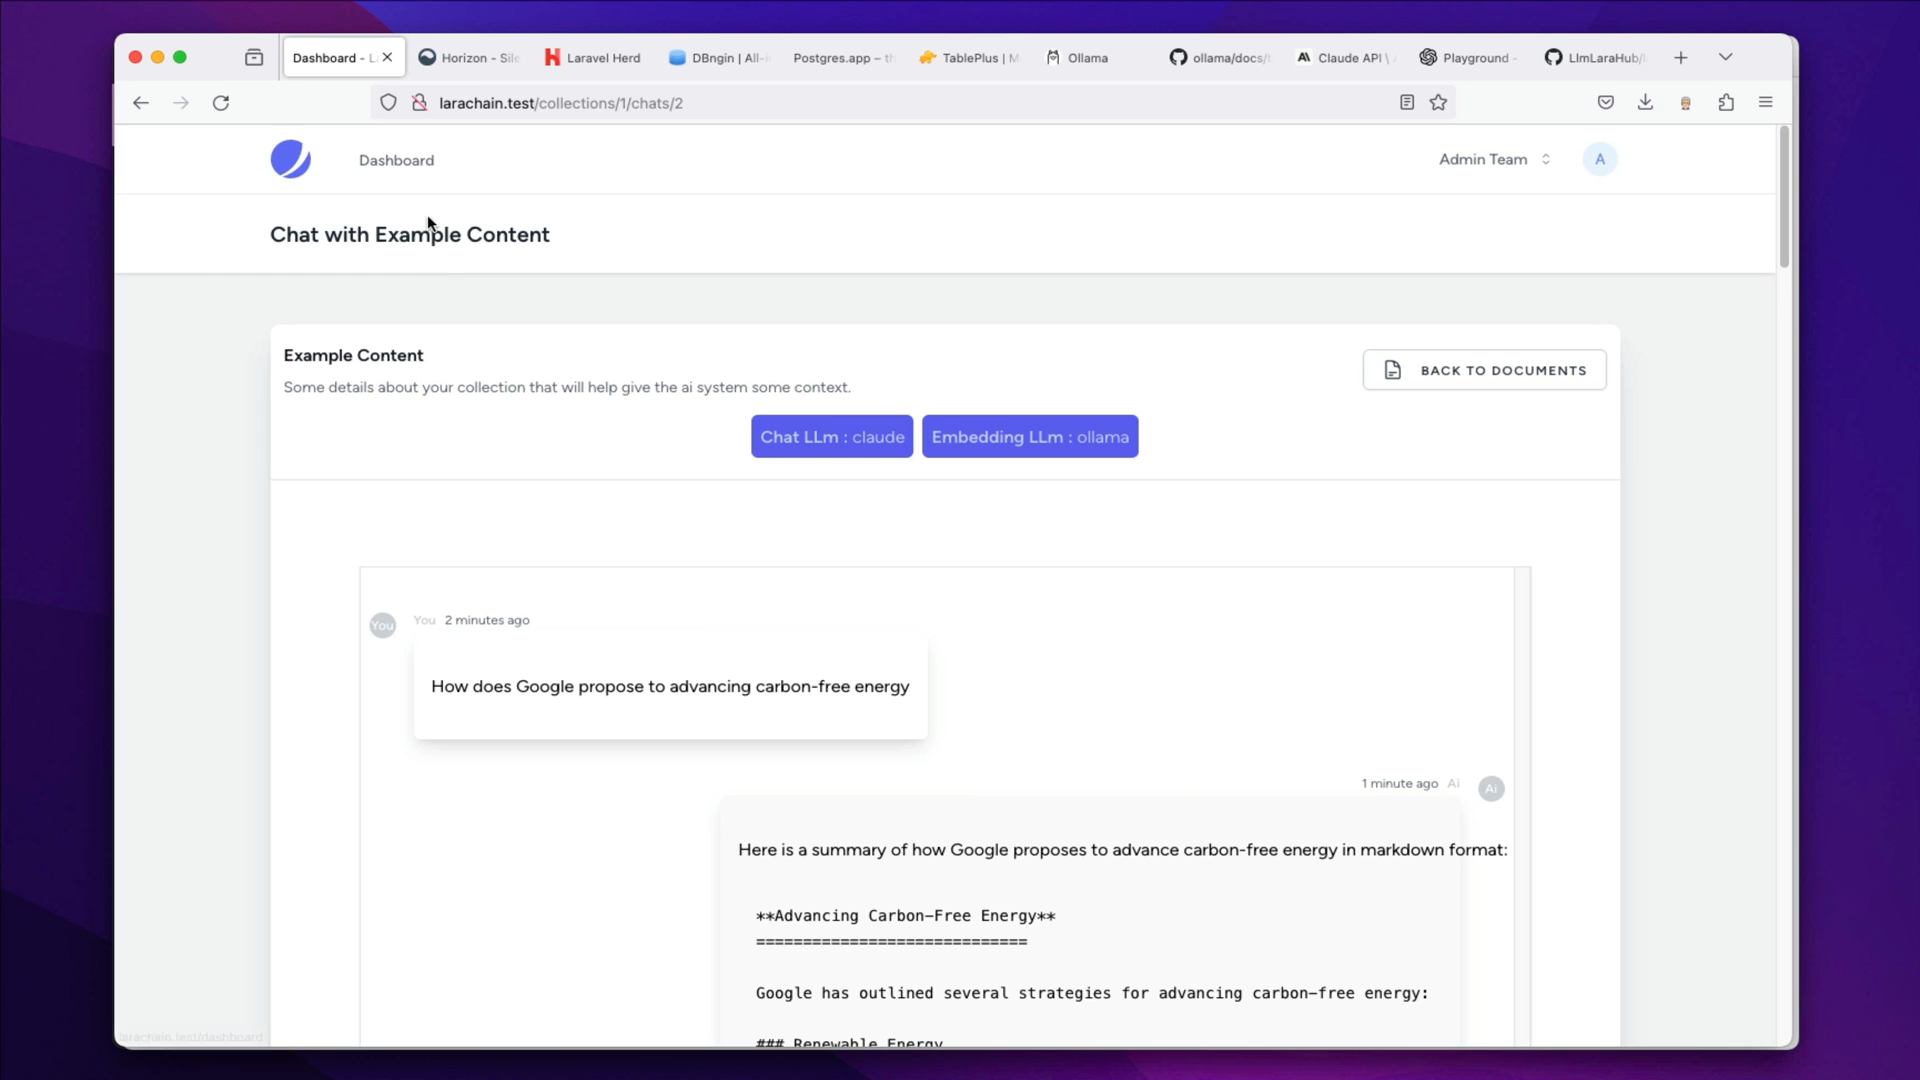 Dashboard - L
Horizon - Sile
Laravel Herd
DBngin | All-i
Postgres.app – th
TablePlus | M
Ollama
ollama/docs/
Claude API \
Playground -
LlmLaraHub/l
larachain.test/collections/1/chats/2
Dashboard
Admin Team
A
Chat with Example Content
Example Content
Some details about your collection that will help give the ai system some context.
BACK TO DOCUMENTS
Chat LLm : claude
Embedding LLm : ollama
You
You 2 minutes ago
How does Google propose to advancing carbon-free energy
1 minute ago Ai
Ai
Here is a summary of how Google proposes to advance carbon-free energy in markdown format:
**Advancing Carbon-Free Energy**
=============================
Google has outlined several strategies for advancing carbon-free energy:
### Renewable Energy
larachain.test/dashboard